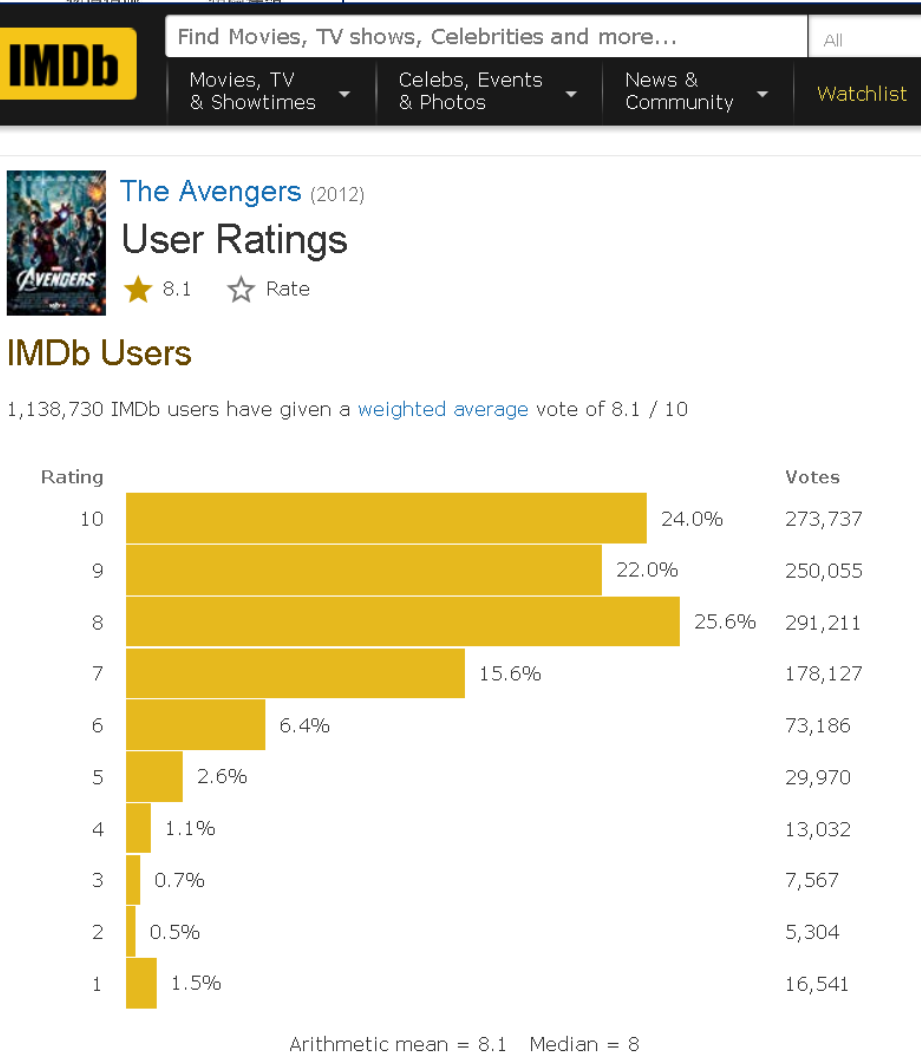 IMDb
Find Movies, TV shows, Celebrities and more...
All
Movies, TV
& Showtimes
Celebs, Events
& Photos
News &
Community
Watchlist
The Avengers (2012)
User Ratings
AVENGERS
8.1 Rate
IMDb Users
1,138,730 IMDb users have given a weighted average vote of 8.1 / 10
Rating Votes
10 24.0% 273,737
9 22.0% 250,055
8 25.6% 291,211
7 15.6% 178,127
6 6.4% 73,186
5 2.6% 29,970
4 1.1% 13,032
3 0.7% 7,567
2 0.5% 5,304
1 1.5% 16,541
Arithmetic mean = 8.1 Median = 8